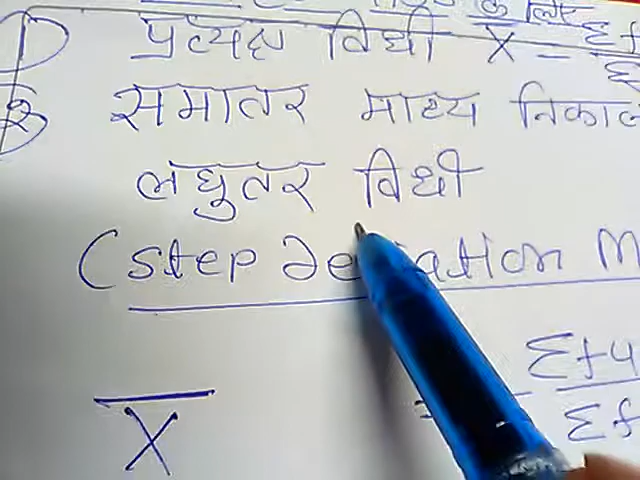 के लिए
प्रत्यक्ष विधी X̄ = Σf
Σ
समातर माध्य निकाल
लघुतर विधी
(step Deviation M
X̄ = Σfu
Σf